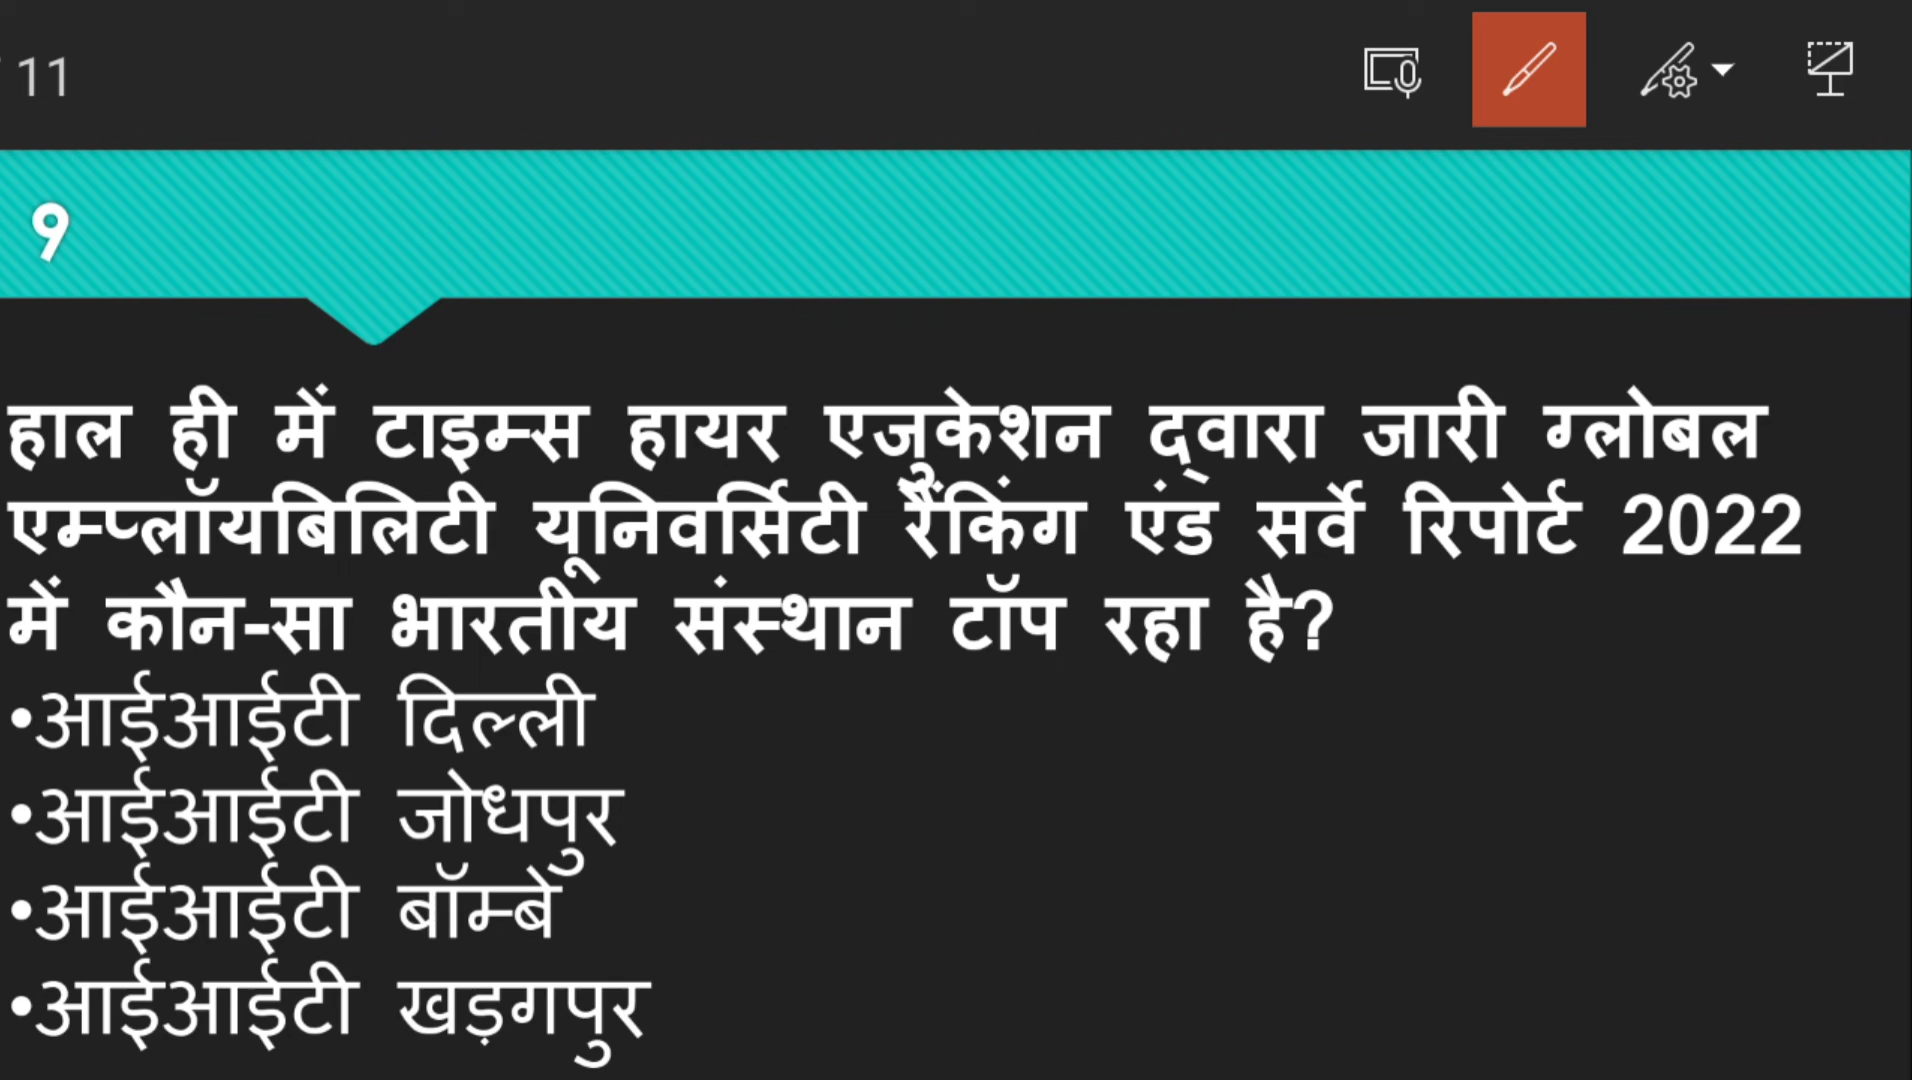 11
9
हाल ही में टाइम्स हायर एजुकेशन द्वारा जारी ग्लोबल
एम्प्लॉयबिलिटी यूनिवर्सिटी रैंकिंग एंड सर्वे रिपोर्ट 2022
में कौन-सा भारतीय संस्थान टॉप रहा है?
•आईआईटी दिल्ली
•आईआईटी जोधपुर
•आईआईटी बॉम्बे
•आईआईटी खड़गपुर